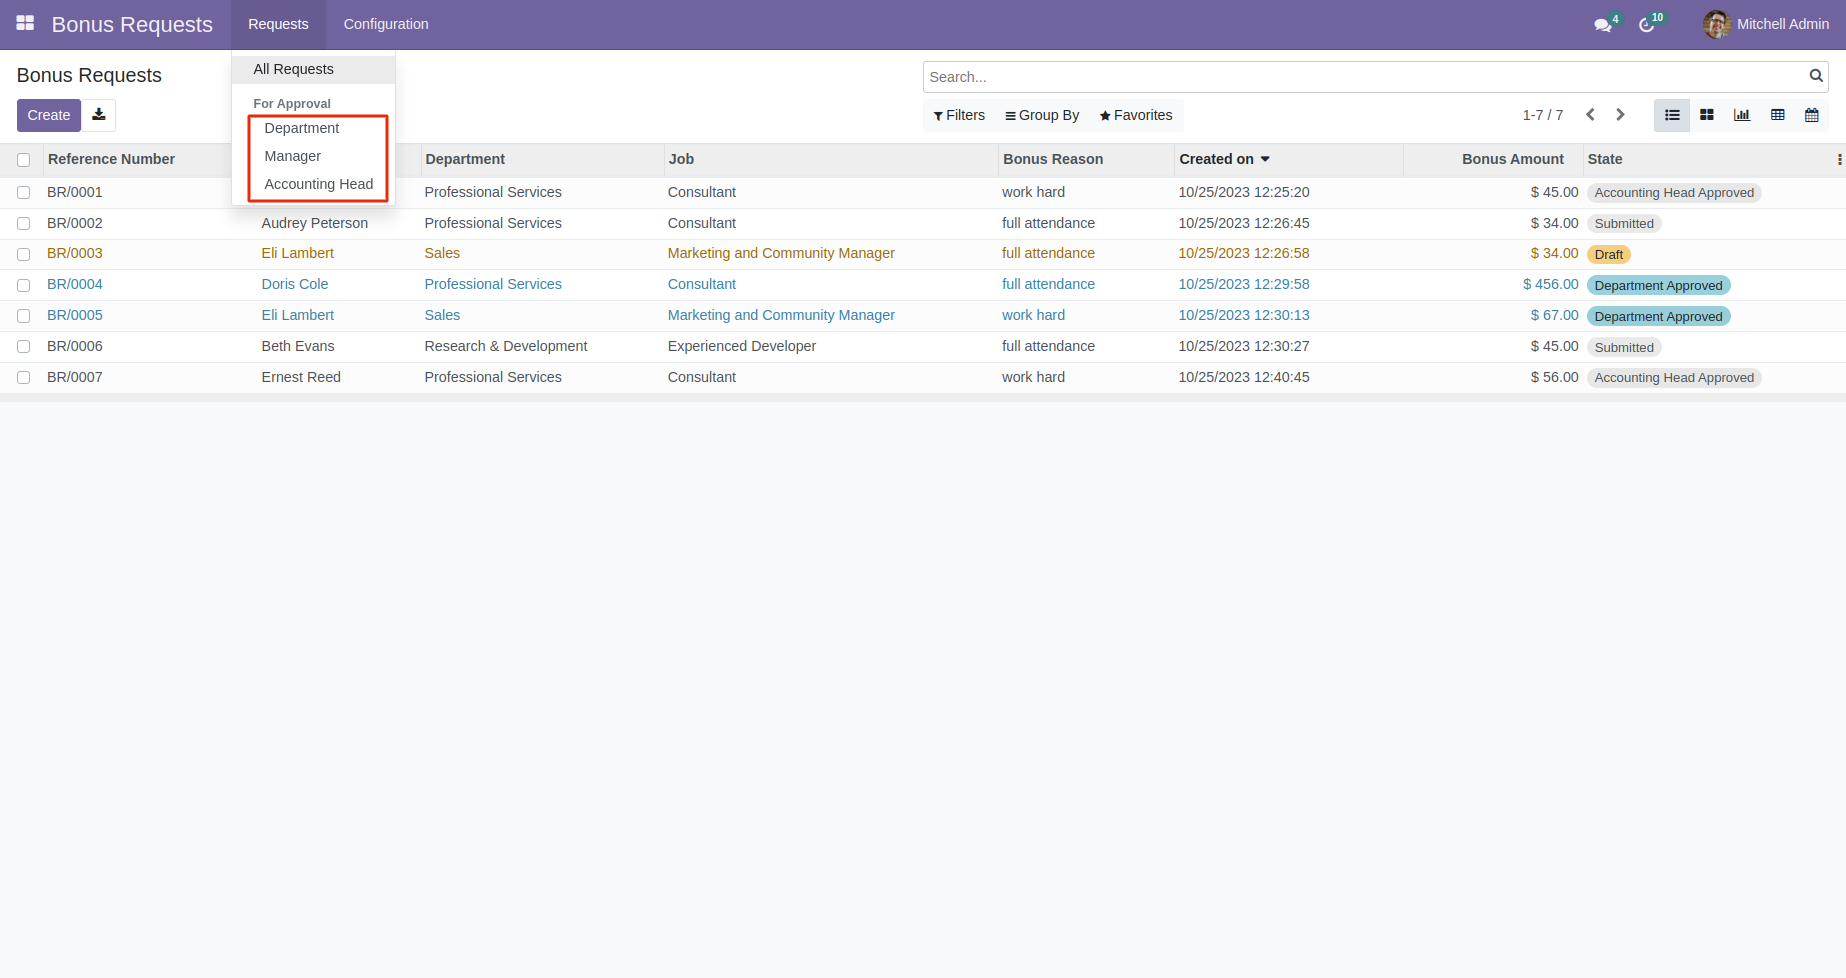 Bonus Requests Requests Configuration 4 10 Mitchell Admin
Bonus Requests
All Requests
For Approval
Department
Manager
Accounting Head
Search...
Create
Filters Group By Favorites 1-7 / 7
Reference Number Department Job Bonus Reason Created on Bonus Amount State
BR/0001 Professional Services Consultant work hard 10/25/2023 12:25:20 $ 45.00 Accounting Head Approved
BR/0002 Audrey Peterson Professional Services Consultant full attendance 10/25/2023 12:26:45 $ 34.00 Submitted
BR/0003 Eli Lambert Sales Marketing and Community Manager full attendance 10/25/2023 12:26:58 $ 34.00 Draft
BR/0004 Doris Cole Professional Services Consultant full attendance 10/25/2023 12:29:58 $ 456.00 Department Approved
BR/0005 Eli Lambert Sales Marketing and Community Manager work hard 10/25/2023 12:30:13 $ 67.00 Department Approved
BR/0006 Beth Evans Research & Development Experienced Developer full attendance 10/25/2023 12:30:27 $ 45.00 Submitted
BR/0007 Ernest Reed Professional Services Consultant work hard 10/25/2023 12:40:45 $ 56.00 Accounting Head Approved